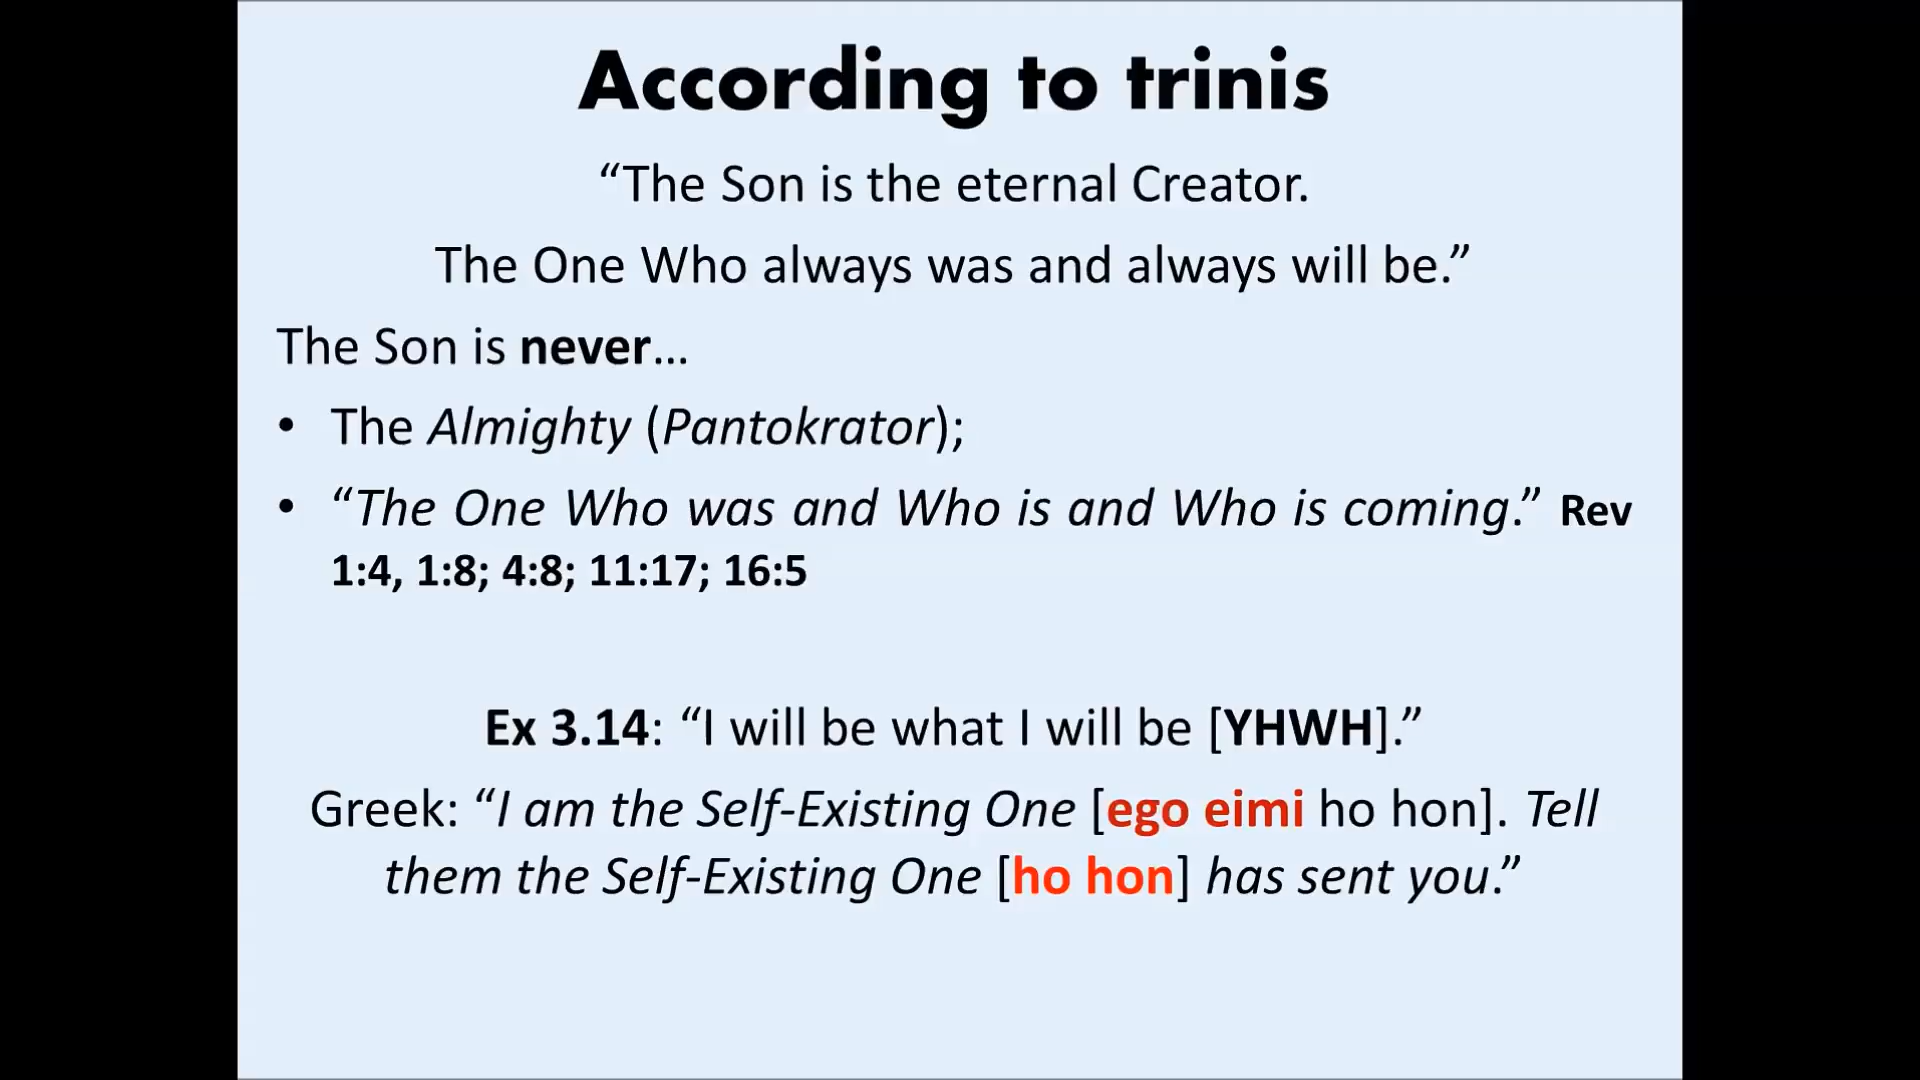 According to trinis
“The Son is the eternal Creator.
The One Who always was and always will be.”
The Son is never…
• The Almighty (Pantokrator);
• “The One Who was and Who is and Who is coming.” Rev
1:4, 1:8; 4:8; 11:17; 16:5
Ex 3.14: “I will be what I will be [YHWH].”
Greek: “I am the Self-Existing One [ego eimi ho hon]. Tell
them the Self-Existing One [ho hon] has sent you.”